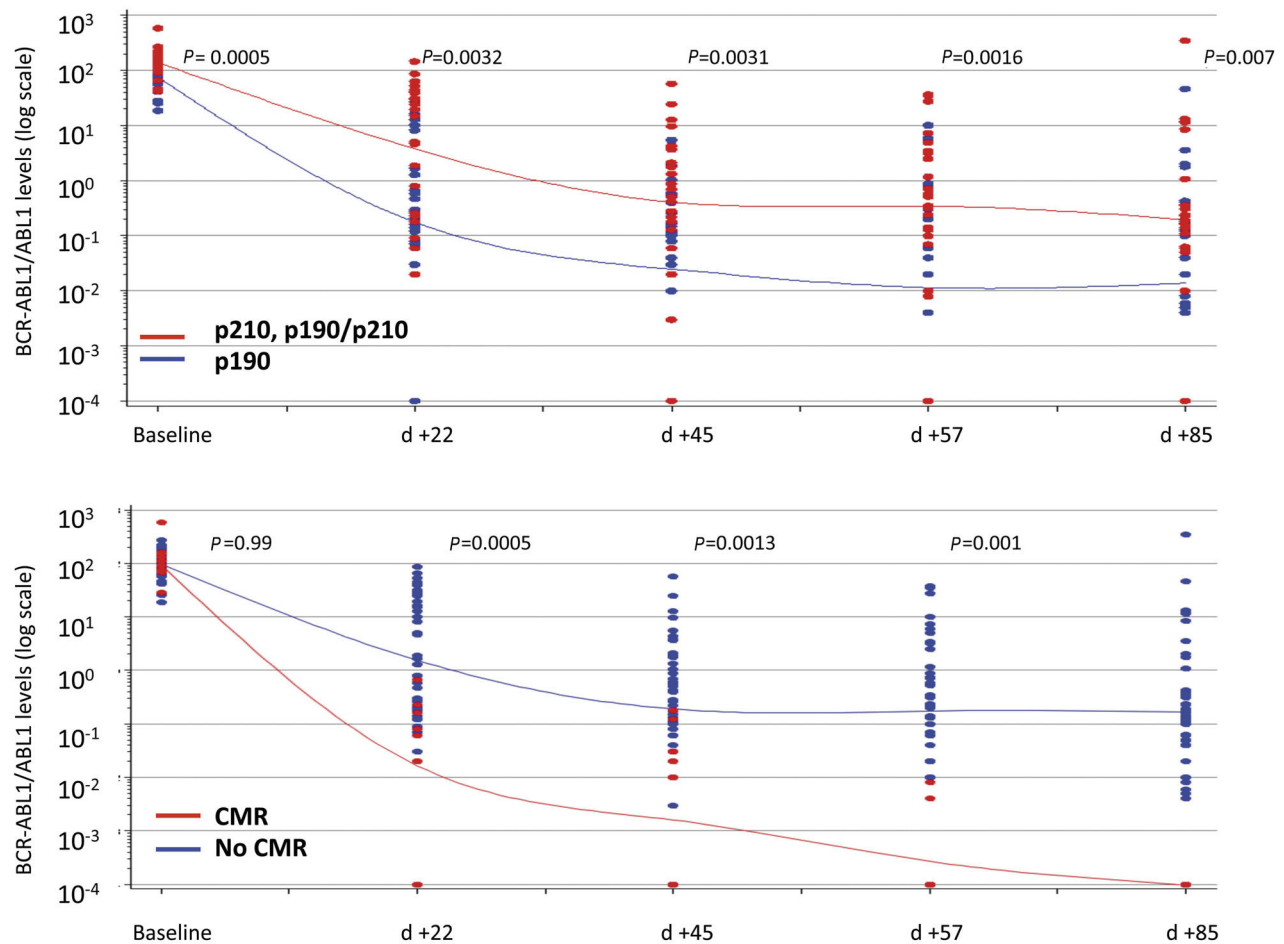 BCR-ABL1/ABL1 levels (log scale)
10³
10²
10¹
10⁰
10⁻¹
10⁻²
10⁻³
10⁻⁴
P= 0.0005 P=0.0032 P=0.0031 P=0.0016 P=0.007
p210, p190/p210
p190
Baseline d +22 d +45 d +57 d +85
BCR-ABL1/ABL1 levels (log scale)
10³
10²
10¹
10⁰
10⁻¹
10⁻²
10⁻³
10⁻⁴
P=0.99 P=0.0005 P=0.0013 P=0.001
CMR
No CMR
Baseline d +22 d +45 d +57 d +85